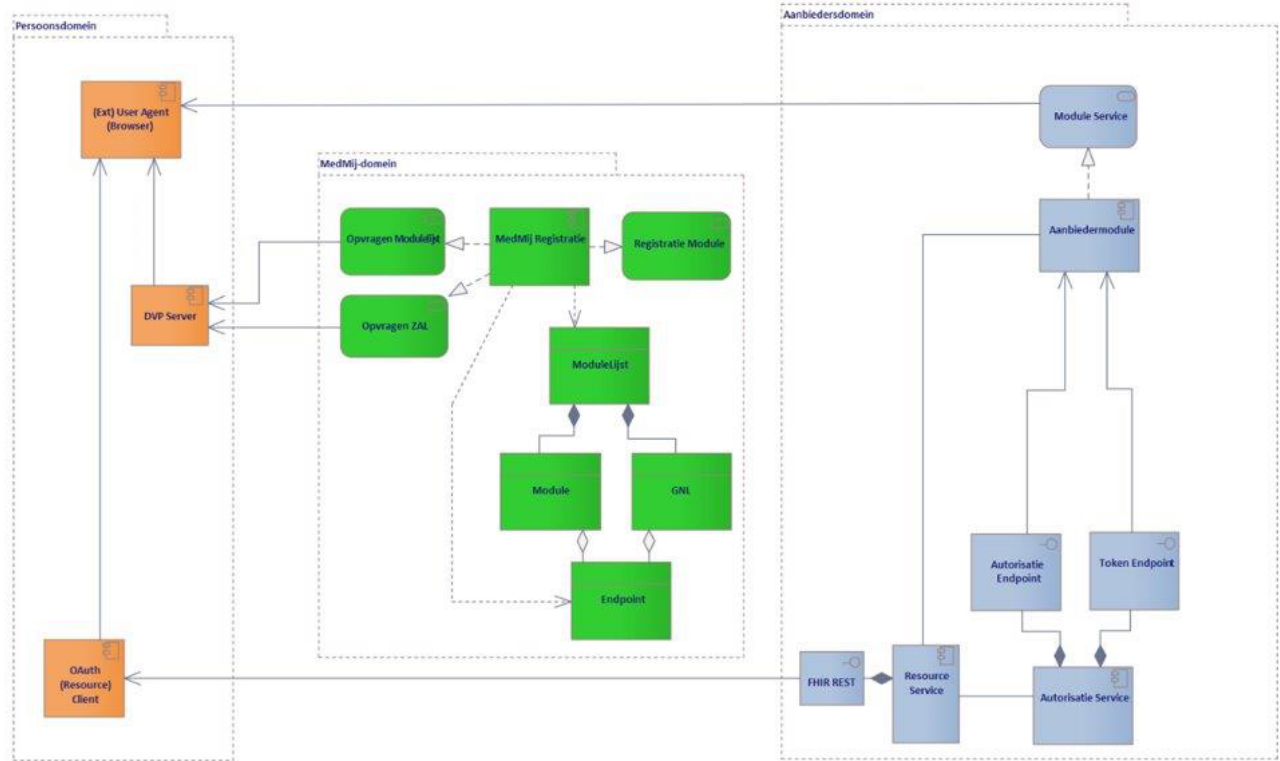 Persoonsdomein
Aanbiedersdomein
(Ext) User Agent
(Browser)
Module Service
MedMij-domein
Opvragen Modulelijst
MedMij Registratie
Registratie Module
Aanbiedermodule
DVP Server
Opvragen ZAL
ModuleLijst
Module
GNL
Autorisatie
Endpoint
Token Endpoint
Endpoint
OAuth
(Resource)
Client
FHIR REST
Resource
Service
Autorisatie Service